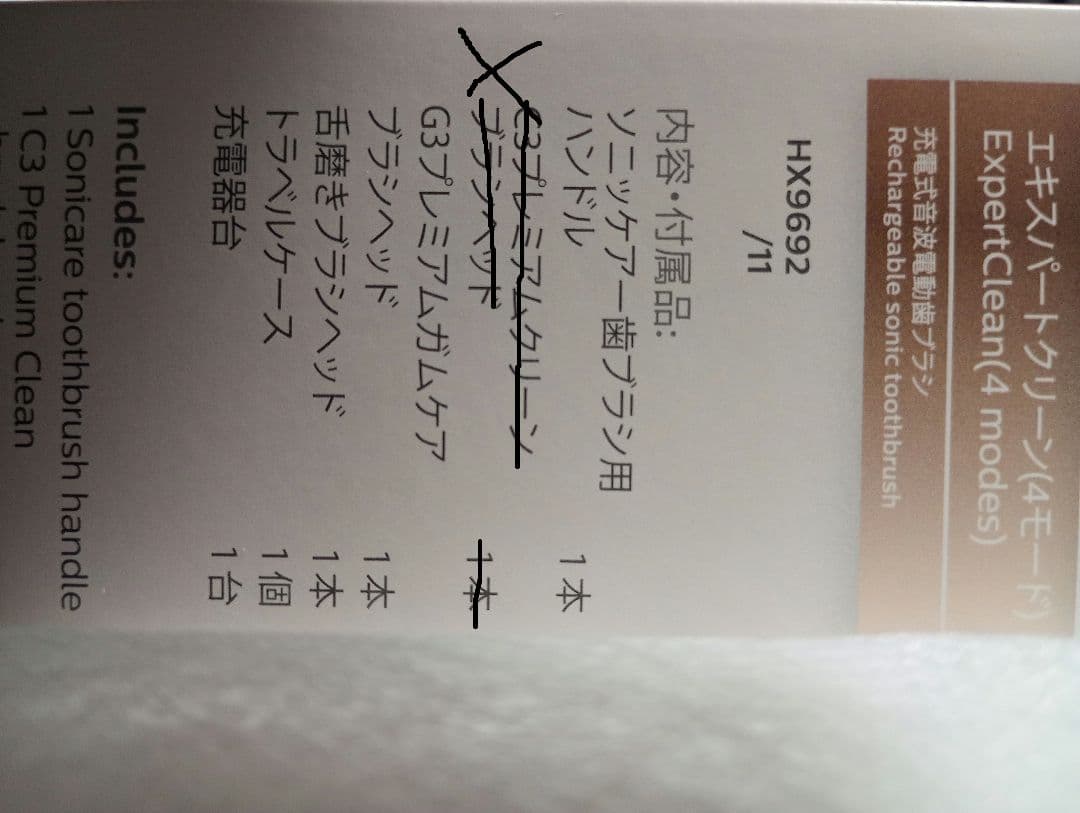 エキスパートクリーン(4モード)
ExpertClean(4 modes)
充電式音波電動歯ブラシ
Rechargeable sonic toothbrush
HX9692
/11
内容・付属品:
ソニッケアー歯ブラシ用
ハンドル 1本
C3プレミアムクリーン
ブラシヘッド 1本
G3プレミアムガムケア
ブラシヘッド 1本
舌磨きブラシヘッド 1本
トラベルケース 1個
充電器台 1台
Includes:
1 Sonicare toothbrush handle
1 C3 Premium Clean